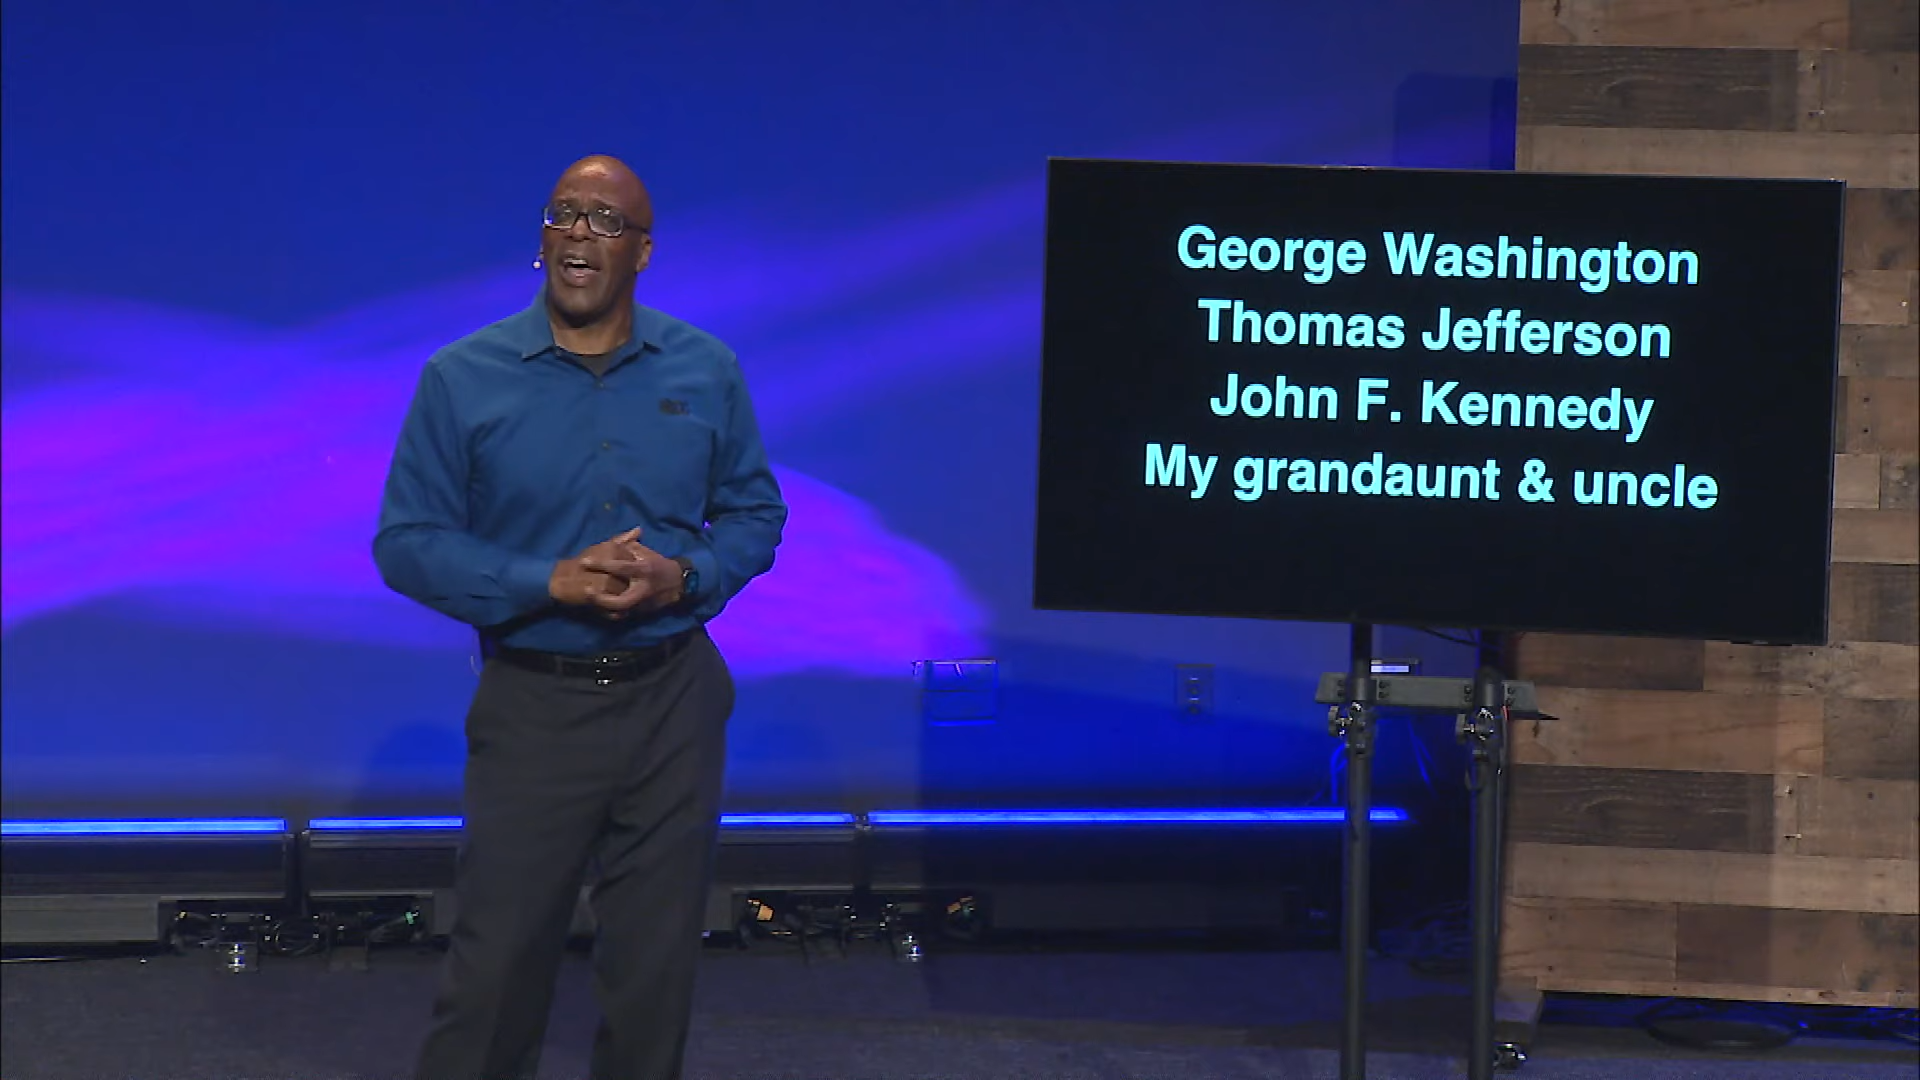 George Washington
Thomas Jefferson
John F. Kennedy
My grandaunt & uncle